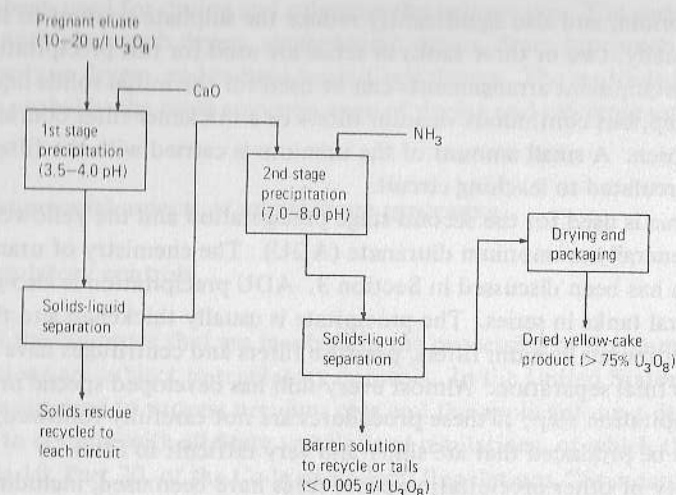 Pregnant eluate
(10–20 g/l U₃O₈)
CaO
1st stage
precipitation
(3.5–4.0 pH)
NH₃
2nd stage
precipitation
(7.0–8.0 pH)
Drying and
packaging
Solids-liquid
separation
Solids-liquid
separation
Dried yellow-cake
product (> 75% U₃O₈)
Solids residue
recycled to
leach circuit
Barren solution
to recycle or tails
(< 0.005 g/l U₃O₈)